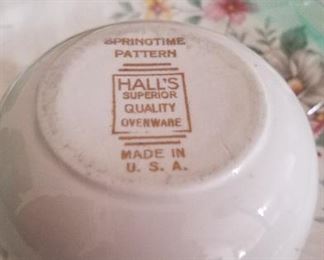 SPRINGTIME
PATTERN
HALL'S
SUPERIOR
QUALITY
OVENWARE
MADE IN
U. S. A.